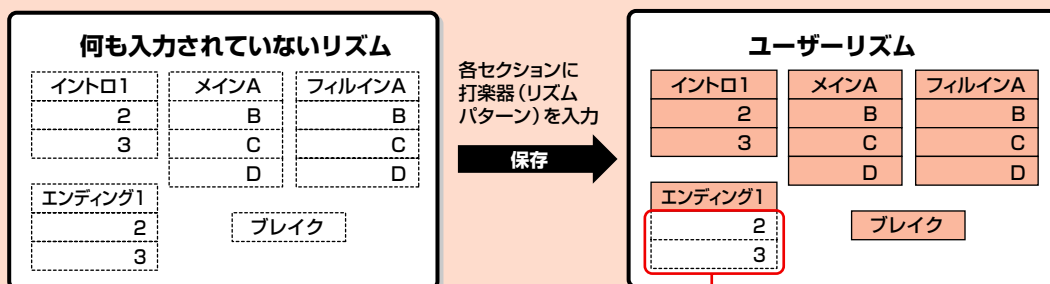 何も入力されていないリズム
イントロ1
2
3
メインA
B
C
D
フィルインA
B
C
D
エンディング1
2
3
ブレイク
各セクションに
打楽器(リズム
パターン)を入力
保存
ユーザーリズム
イントロ1
2
3
メインA
B
C
D
フィルインA
B
C
D
エンディング1
2
3
ブレイク